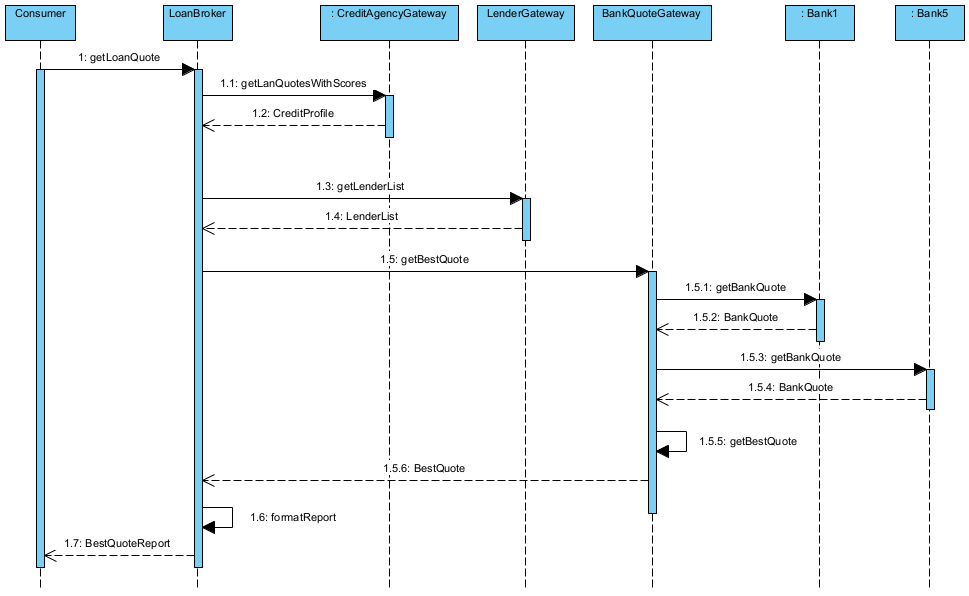 Consumer
LoanBroker
: CreditAgencyGateway
LenderGateway
BankQuoteGateway
: Bank1
: Bank5
1: getLoanQuote
1.1: getLanQuotesWithScores
1.2: CreditProfile
1.3: getLenderList
1.4: LenderList
1.5: getBestQuote
1.5.1: getBankQuote
1.5.2: BankQuote
1.5.3: getBankQuote
1.5.4: BankQuote
1.5.5: getBestQuote
1.5.6: BestQuote
1.6: formatReport
1.7: BestQuoteReport